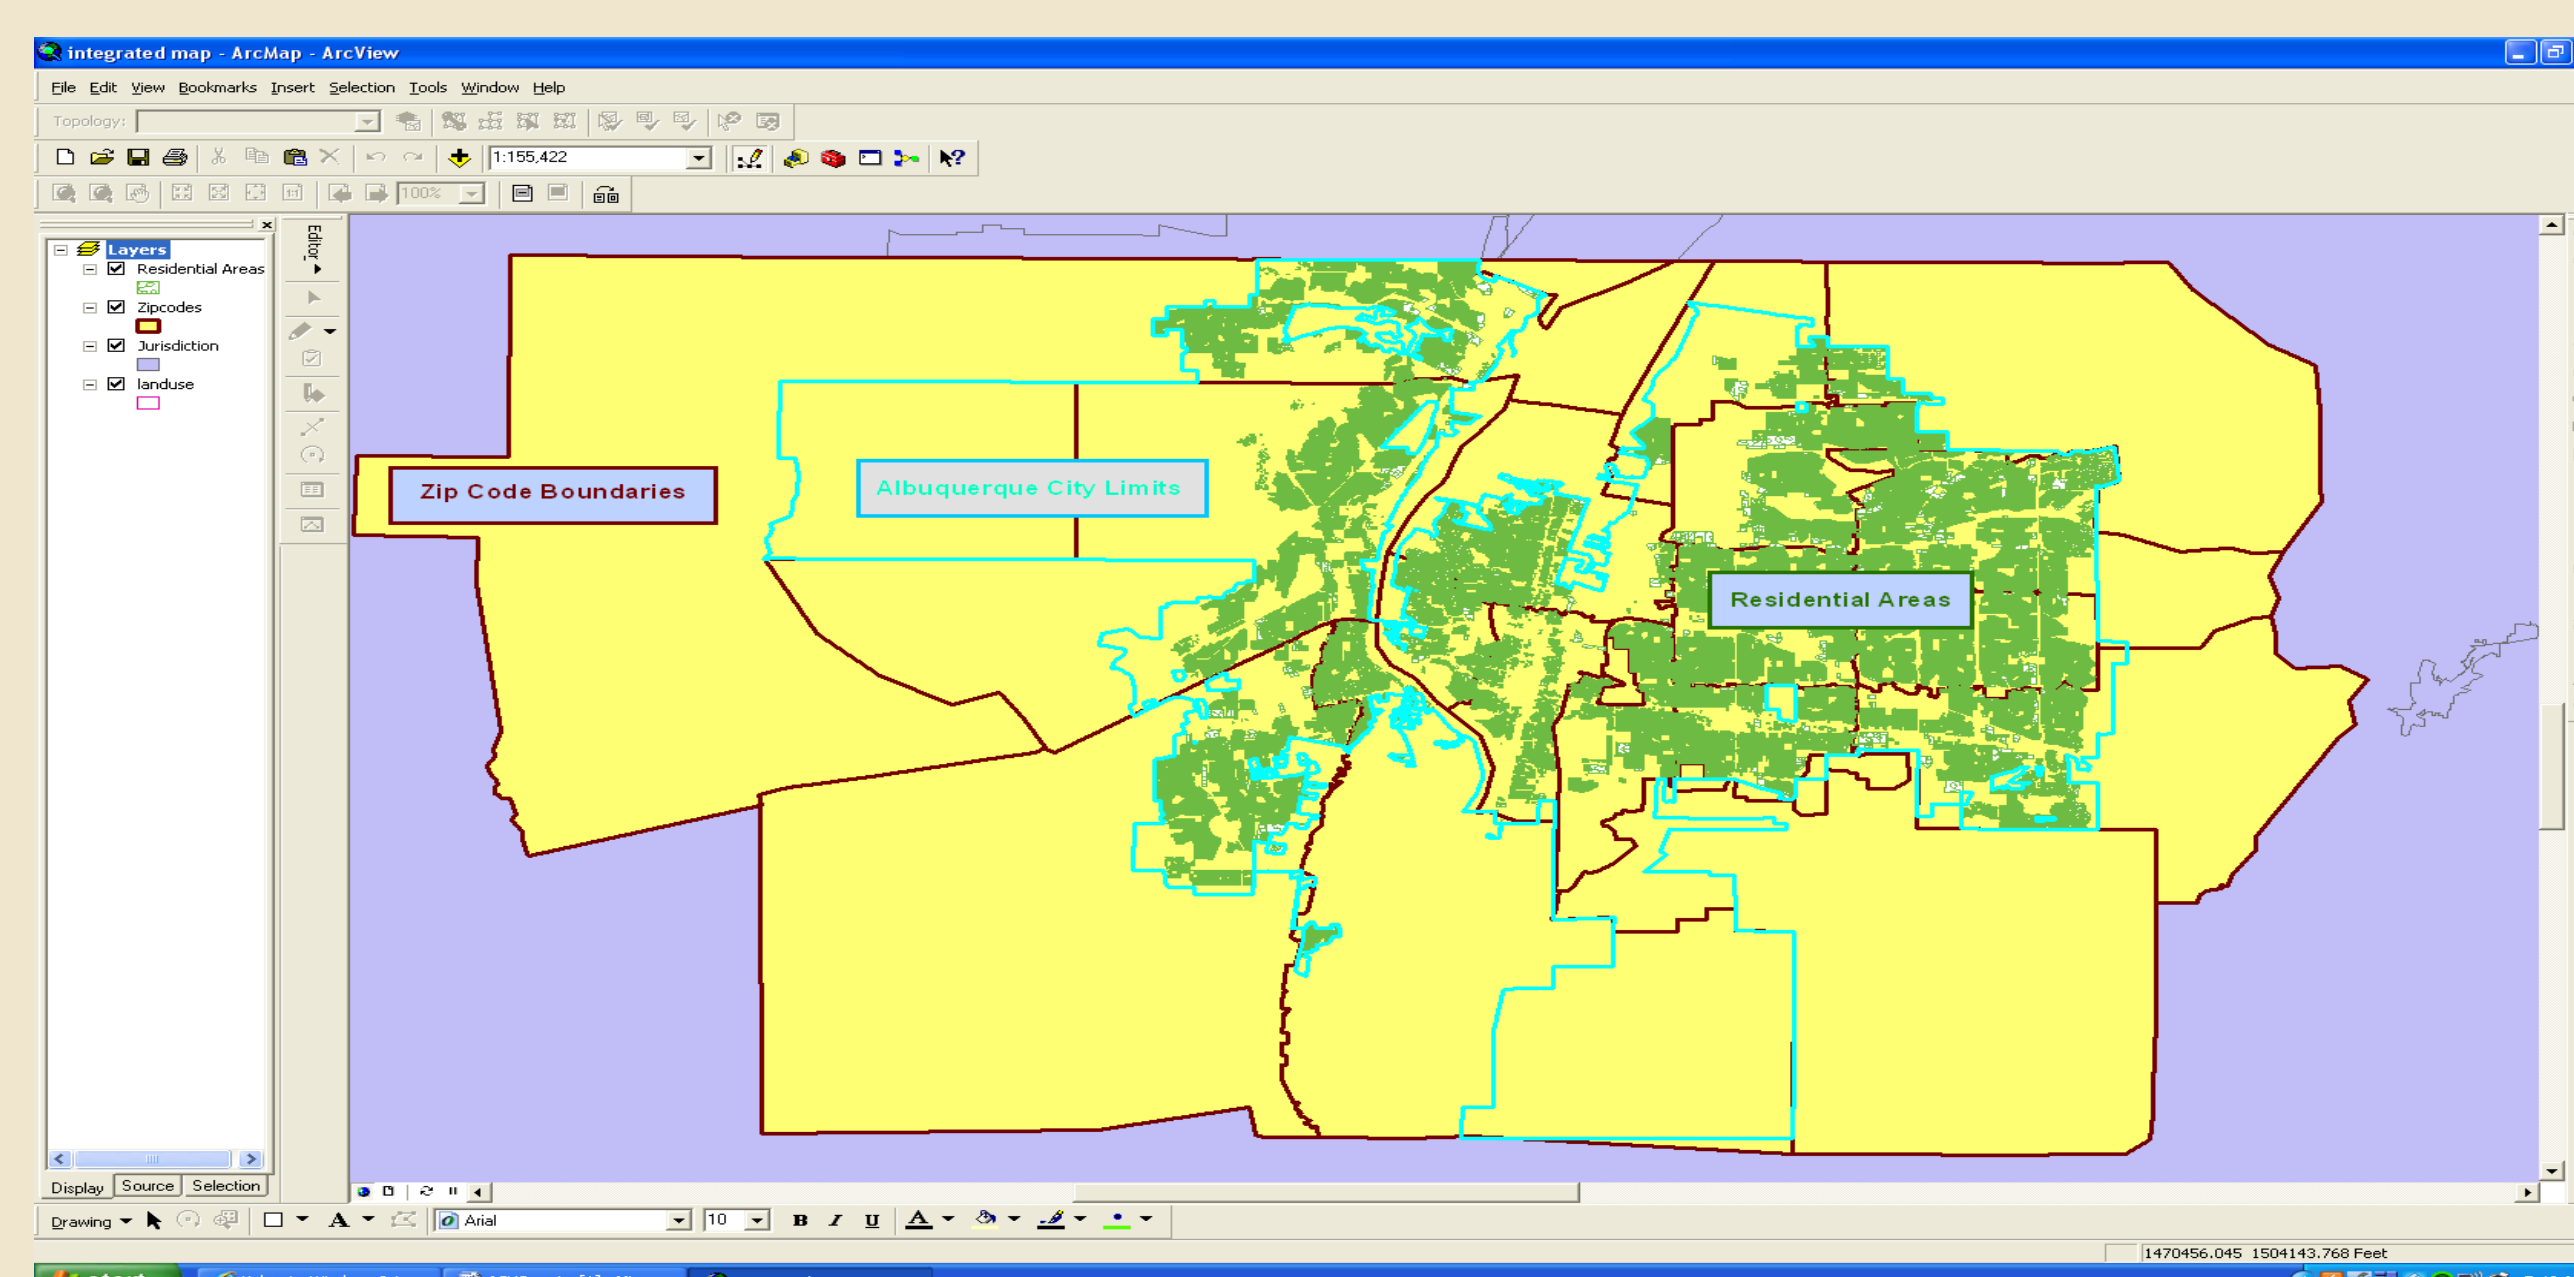 integrated map - ArcMap - ArcView
File Edit View Bookmarks Insert Selection Tools Window Help
Topology:
1:155,422
1:1 100%
Layers
Residential Areas
Zipcodes
Jurisdiction
landuse
Editor
Zip Code Boundaries
Albuquerque City Limits
Residential Areas
Display Source Selection
Drawing A Arial 10 B I U A
1470456.045 1504143.768 Feet